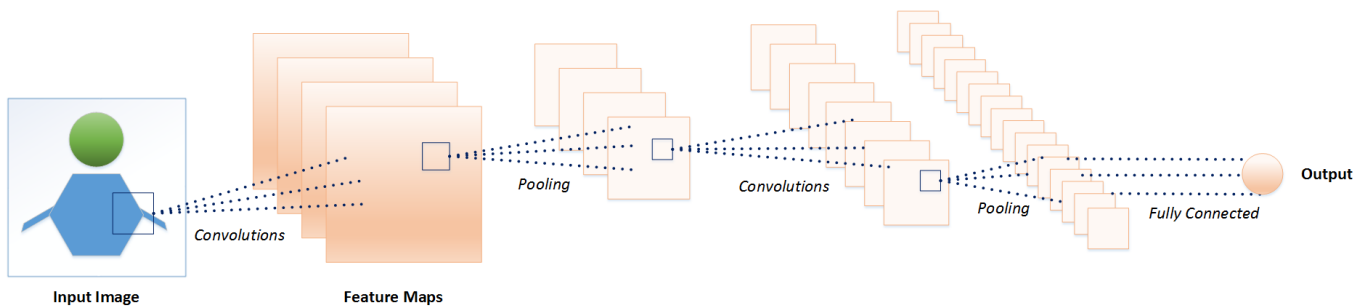 Input Image
Convolutions
Feature Maps
Pooling
Convolutions
Pooling
Fully Connected
Output